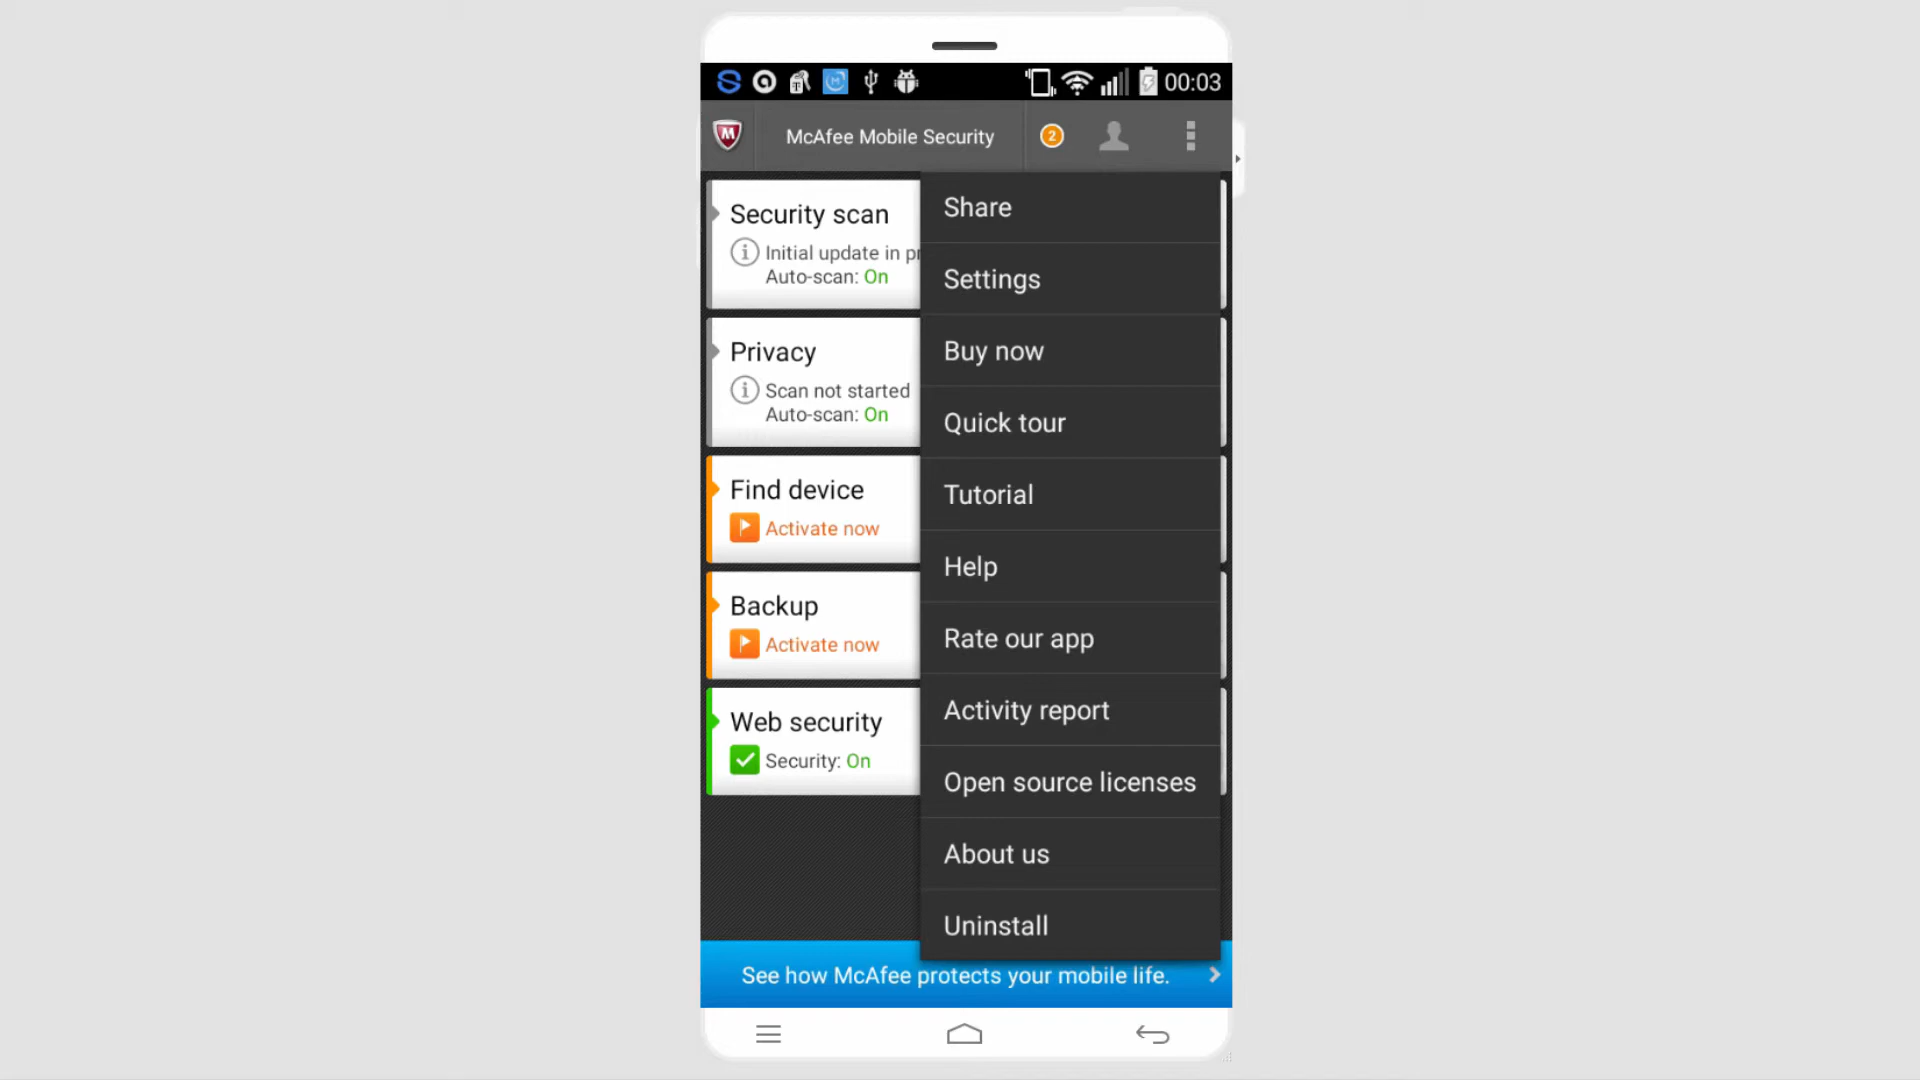 00:03
McAfee Mobile Security
2
Security scan
Initial update in pr
Auto-scan: On
Privacy
Scan not started
Auto-scan: On
Find device
Activate now
Backup
Activate now
Web security
Security: On
Share
Settings
Buy now
Quick tour
Tutorial
Help
Rate our app
Activity report
Open source licenses
About us
Uninstall
See how McAfee protects your mobile life.